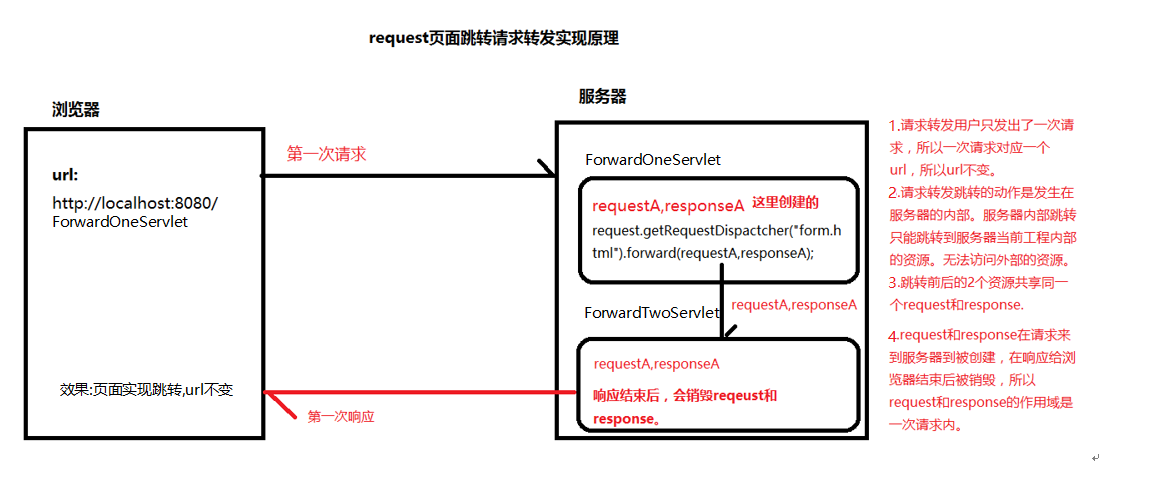 request页面跳转请求转发实现原理
浏览器
url:
http://localhost:8080/
ForwardOneServlet
效果:页面实现跳转,url不变
第一次请求
第一次响应
服务器
ForwardOneServlet
requestA,responseA 这里创建的
request.getRequestDispactcher("form.h
tml").forward(requestA,responseA);
requestA,responseA
ForwardTwoServlet
requestA,responseA
响应结束后，会销毁reqeust和
response。
1.请求转发用户只发出了一次请
求，所以一次请求对应一个
url，所以url不变。
2.请求转发跳转的动作是发生在
服务器的内部。服务器内部跳转
只能跳转到服务器当前工程内部
的资源。无法访问外部的资源。
3.跳转前后的2个资源共享同一
个request和response.
4.request和response在请求来
到服务器到被创建，在响应给浏
览器结束后被销毁，所以
request和response的作用域是
一次请求内。